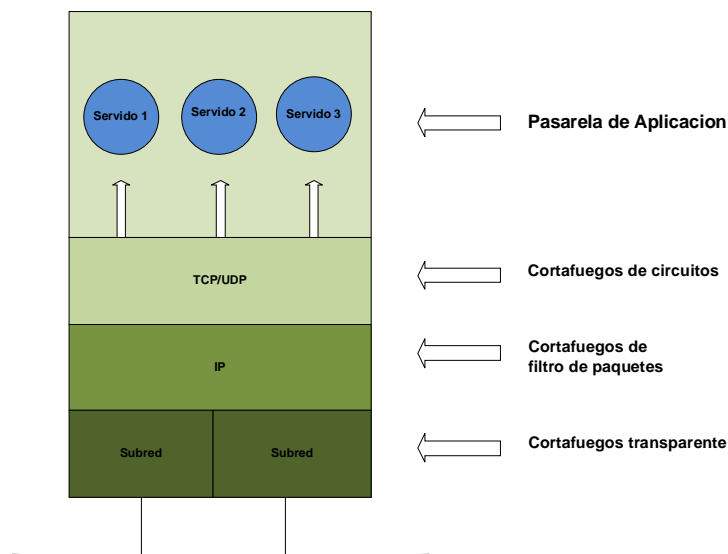 Servido 1
Servido 2
Servido 3
Pasarela de Aplicacion
TCP/UDP
Cortafuegos de circuitos
IP
Cortafuegos de
filtro de paquetes
Subred
Subred
Cortafuegos transparente